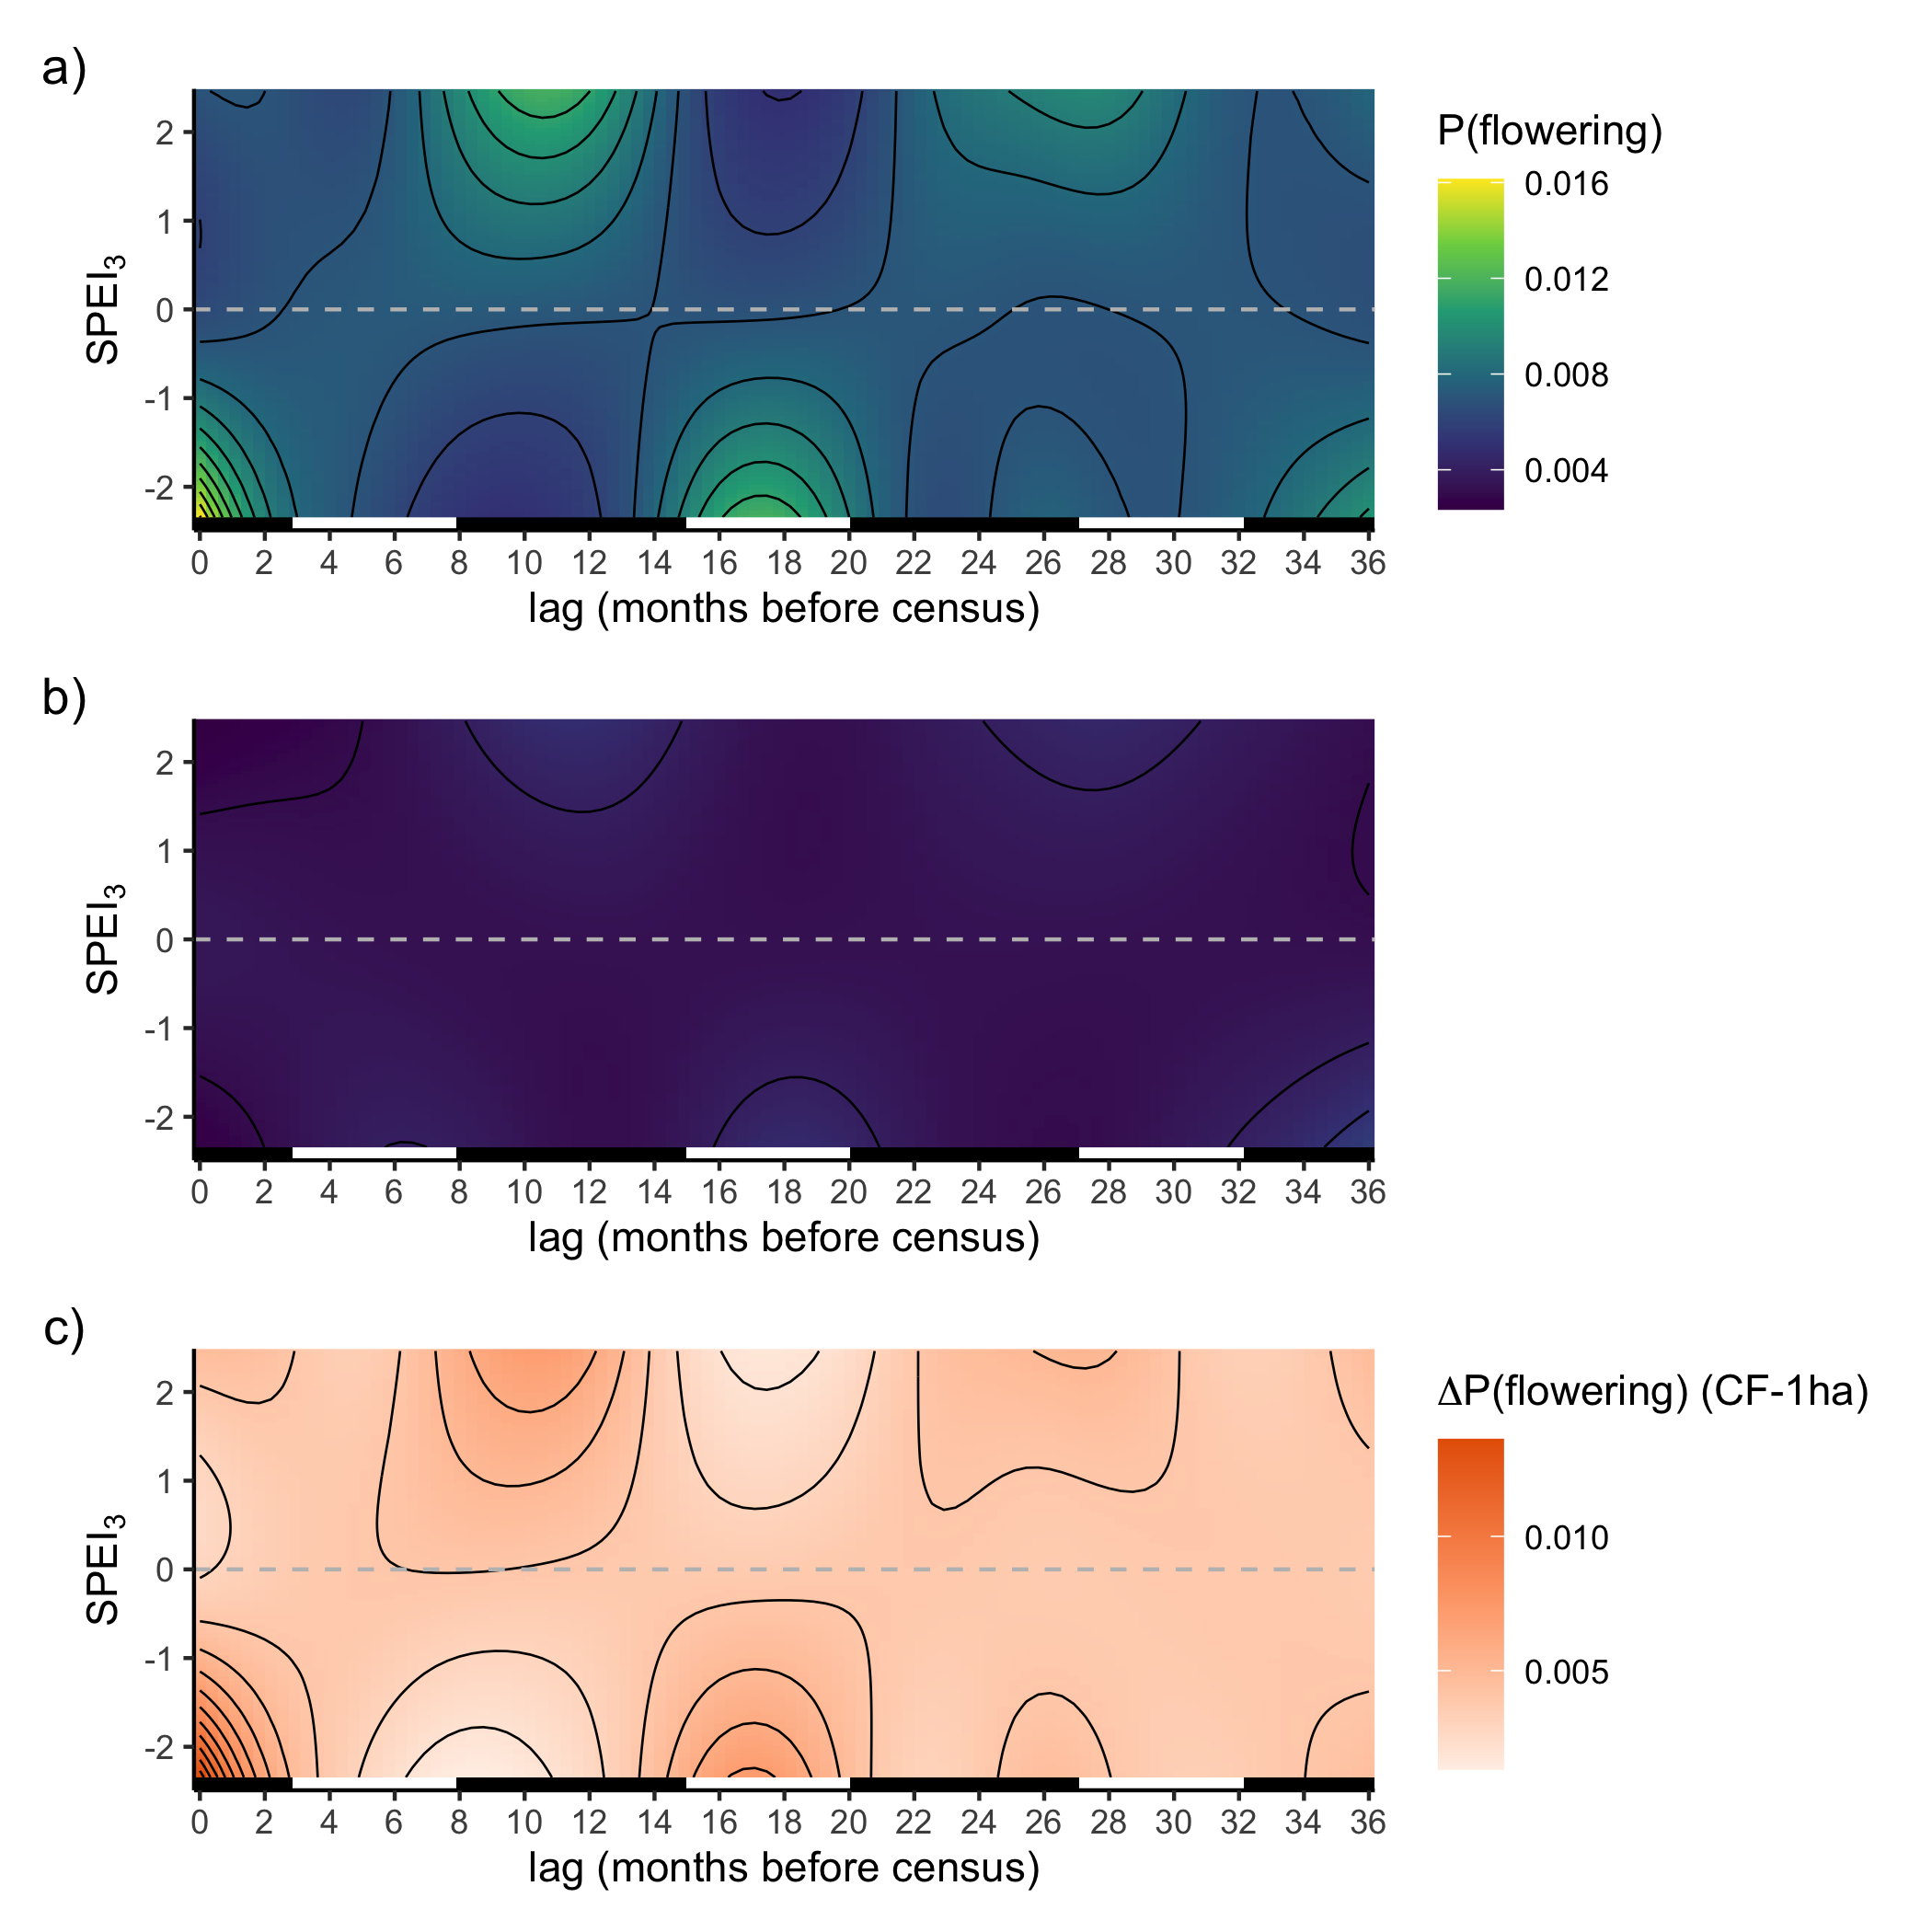 a)
2
1
0
-1
-2
SPEI3
0 2 4 6 8 10 12 14 16 18 20 22 24 26 28 30 32 34 36
lag (months before census)
P(flowering)
0.016
0.012
0.008
0.004
b)
2
1
0
-1
-2
SPEI3
0 2 4 6 8 10 12 14 16 18 20 22 24 26 28 30 32 34 36
lag (months before census)
c)
2
1
0
-1
-2
SPEI3
0 2 4 6 8 10 12 14 16 18 20 22 24 26 28 30 32 34 36
lag (months before census)
ΔP(flowering) (CF-1ha)
0.010
0.005